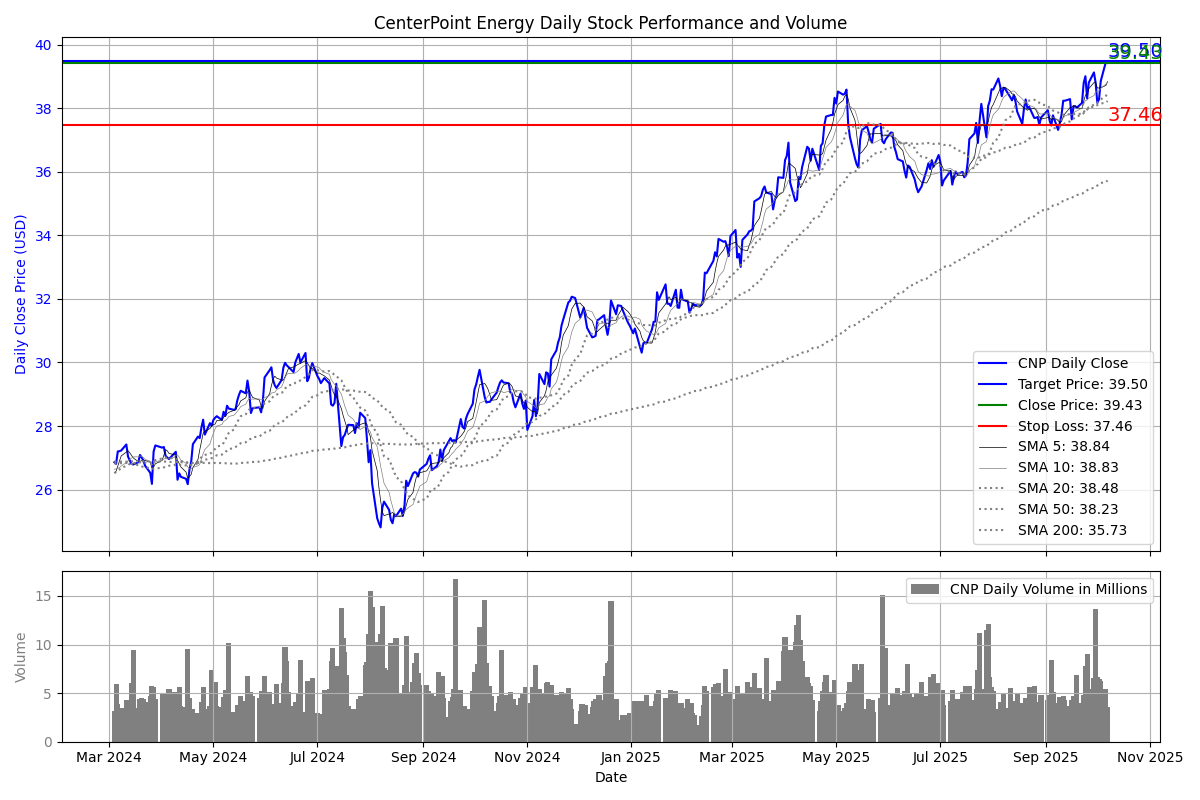 CenterPoint Energy Daily Stock Performance and Volume
Daily Close Price (USD)
40
38
36
34
32
30
28
26
39.50
39.43
37.46
CNP Daily Close
Target Price: 39.50
Close Price: 39.43
Stop Loss: 37.46
SMA 5: 38.84
SMA 10: 38.83
SMA 20: 38.48
SMA 50: 38.23
SMA 200: 35.73
Volume
15
10
5
0
CNP Daily Volume in Millions
Mar 2024 May 2024 Jul 2024 Sep 2024 Nov 2024 Jan 2025 Mar 2025 May 2025 Jul 2025 Sep 2025 Nov 2025
Date